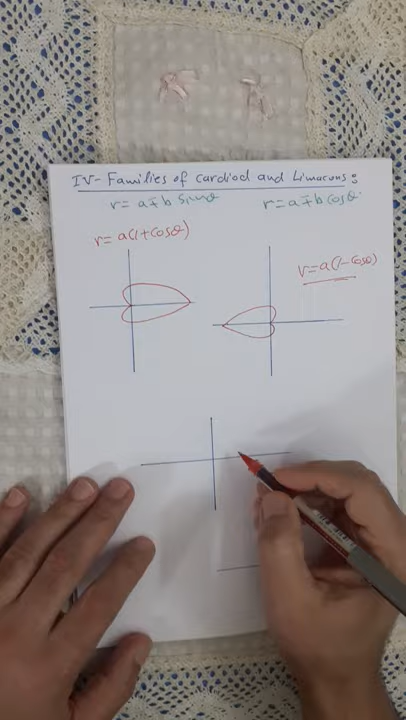 IV- Families of Cardiod and Limacons:
r= a∓b sinθ
r= a∓b cosθ
r= a(1+cosθ)
r= a(1-cosθ)